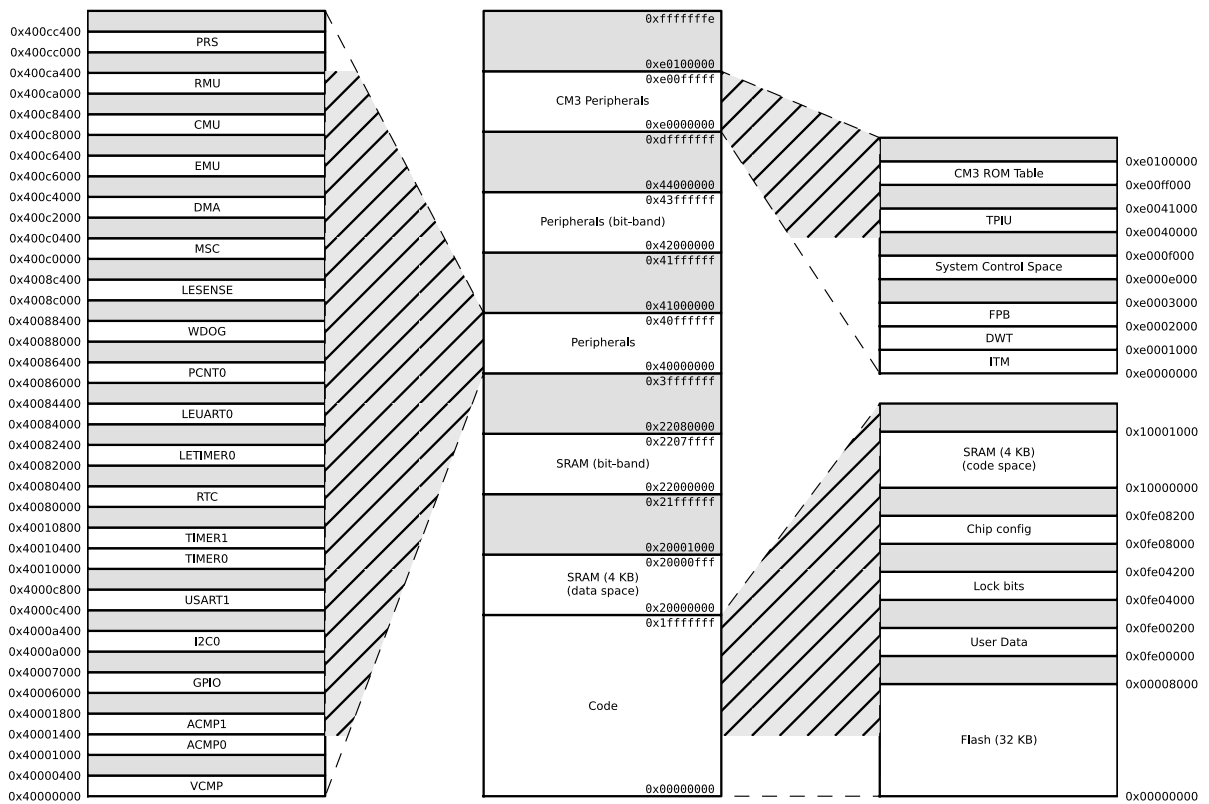 0x400cc400
PRS
0x400cc000
0x400ca400
RMU
0x400ca000
0x400c8400
CMU
0x400c8000
0x400c6400
EMU
0x400c6000
0x400c4000
DMA
0x400c2000
0x400c0400
MSC
0x400c0000
0x4008c400
LESENSE
0x4008c000
0x40088400
WDOG
0x40088000
0x40086400
PCNT0
0x40086000
0x40084400
LEUART0
0x40084000
0x40082400
LETIMER0
0x40082000
0x40080400
RTC
0x40080000
0x40010800
TIMER1
0x40010400
TIMER0
0x40010000
0x4000c800
USART1
0x4000c400
0x4000a400
I2C0
0x4000a000
0x40007000
GPIO
0x40006000
0x40001800
ACMP1
0x40001400
ACMP0
0x40001000
0x40000400
VCMP
0x40000000
0xfffffffe
0xe0100000
0xe00fffff
CM3 Peripherals
0xe0000000
0xdfffffff
0x44000000
0x43ffffff
Peripherals (bit-band)
0x42000000
0x41ffffff
0x41000000
0x40ffffff
Peripherals
0x40000000
0x3fffffff
0x22080000
0x2207ffff
SRAM (bit-band)
0x22000000
0x21ffffff
0x20001000
0x20000fff
SRAM (4 KB)
(data space)
0x20000000
0x1fffffff
Code
0x00000000
0xe0100000
CM3 ROM Table
0xe00ff000
0xe0041000
TPIU
0xe0040000
0xe000f000
System Control Space
0xe000e000
0xe0003000
FPB
0xe0002000
DWT
0xe0001000
ITM
0xe0000000
0x10001000
SRAM (4 KB)
(code space)
0x10000000
0x0fe08200
Chip config
0x0fe08000
0x0fe04200
Lock bits
0x0fe04000
0x0fe00200
User Data
0x0fe00000
0x00008000
Flash (32 KB)
0x00000000